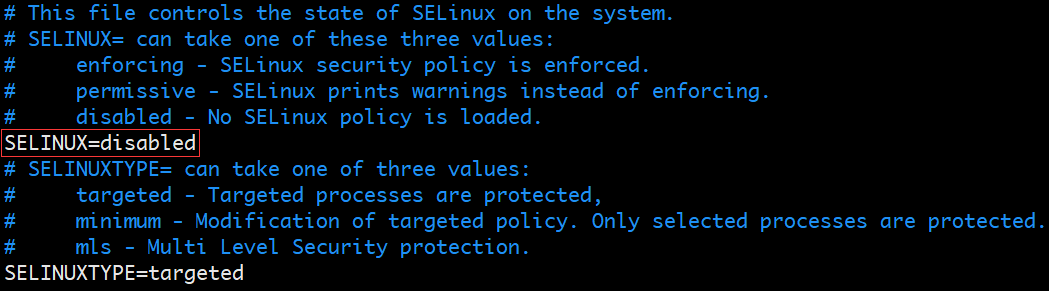 # This file controls the state of SELinux on the system.
# SELINUX= can take one of these three values:
#     enforcing - SELinux security policy is enforced.
#     permissive - SELinux prints warnings instead of enforcing.
#     disabled - No SELinux policy is loaded.
SELINUX=disabled
# SELINUXTYPE= can take one of three values:
#     targeted - Targeted processes are protected,
#     minimum - Modification of targeted policy. Only selected processes are protected.
#     mls - Multi Level Security protection.
SELINUXTYPE=targeted